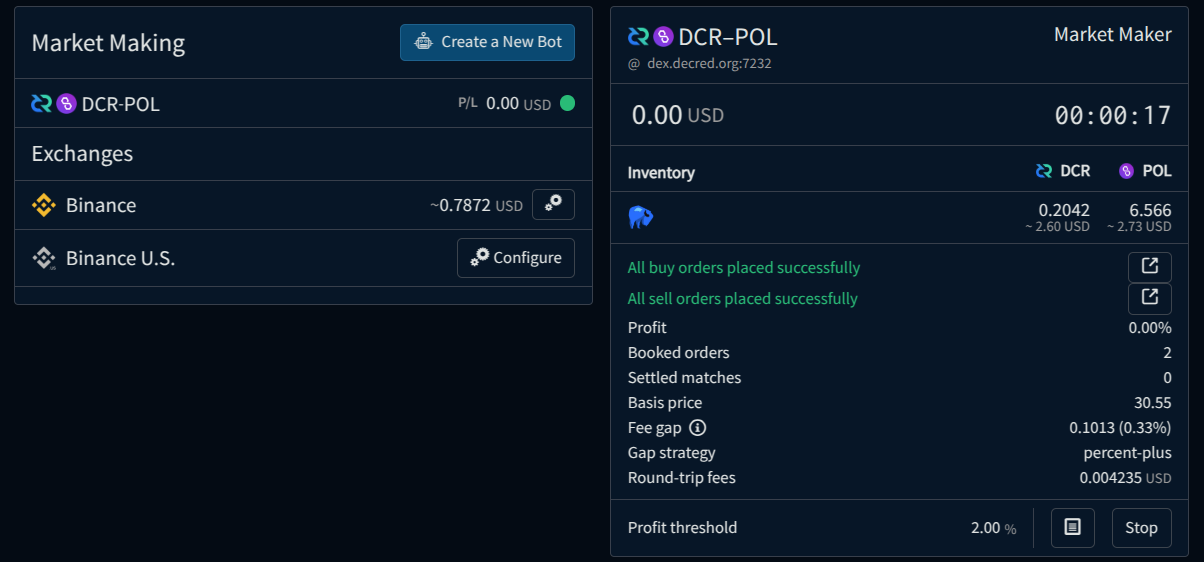 Market Making
Create a New Bot
DCR-POL
P/L 0.00 USD
Exchanges
Binance
~0.7872 USD
Binance U.S.
Configure
DCR–POL
Market Maker
@ dex.decred.org:7232
0.00 USD
00:00:17
Inventory DCR POL
0.2042 6.566
~ 2.60 USD ~ 2.73 USD
All buy orders placed successfully
All sell orders placed successfully
Profit 0.00%
Booked orders 2
Settled matches 0
Basis price 30.55
Fee gap 0.1013 (0.33%)
Gap strategy percent-plus
Round-trip fees 0.004235 USD
Profit threshold 2.00 %
Stop